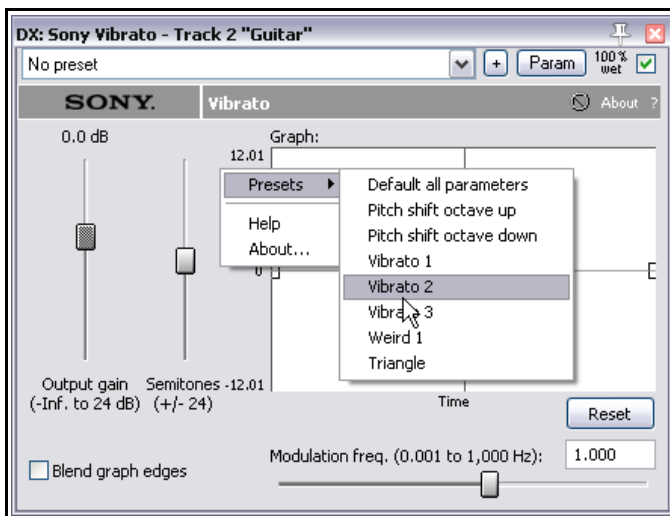 DX: Sony Vibrato - Track 2 "Guitar"
No preset
+ Param 100% wet
SONY. Vibrato About ?
0.0 dB Graph:
12.01
Presets Default all parameters
Pitch shift octave up
Help Pitch shift octave down
About... Vibrato 1
0
Vibrato 2
Vibrato 3
Weird 1
Triangle
Output gain Semitones -12.01
(-Inf. to 24 dB) (+/- 24) Time
Reset
Modulation freq. (0.001 to 1,000 Hz): 1.000
Blend graph edges